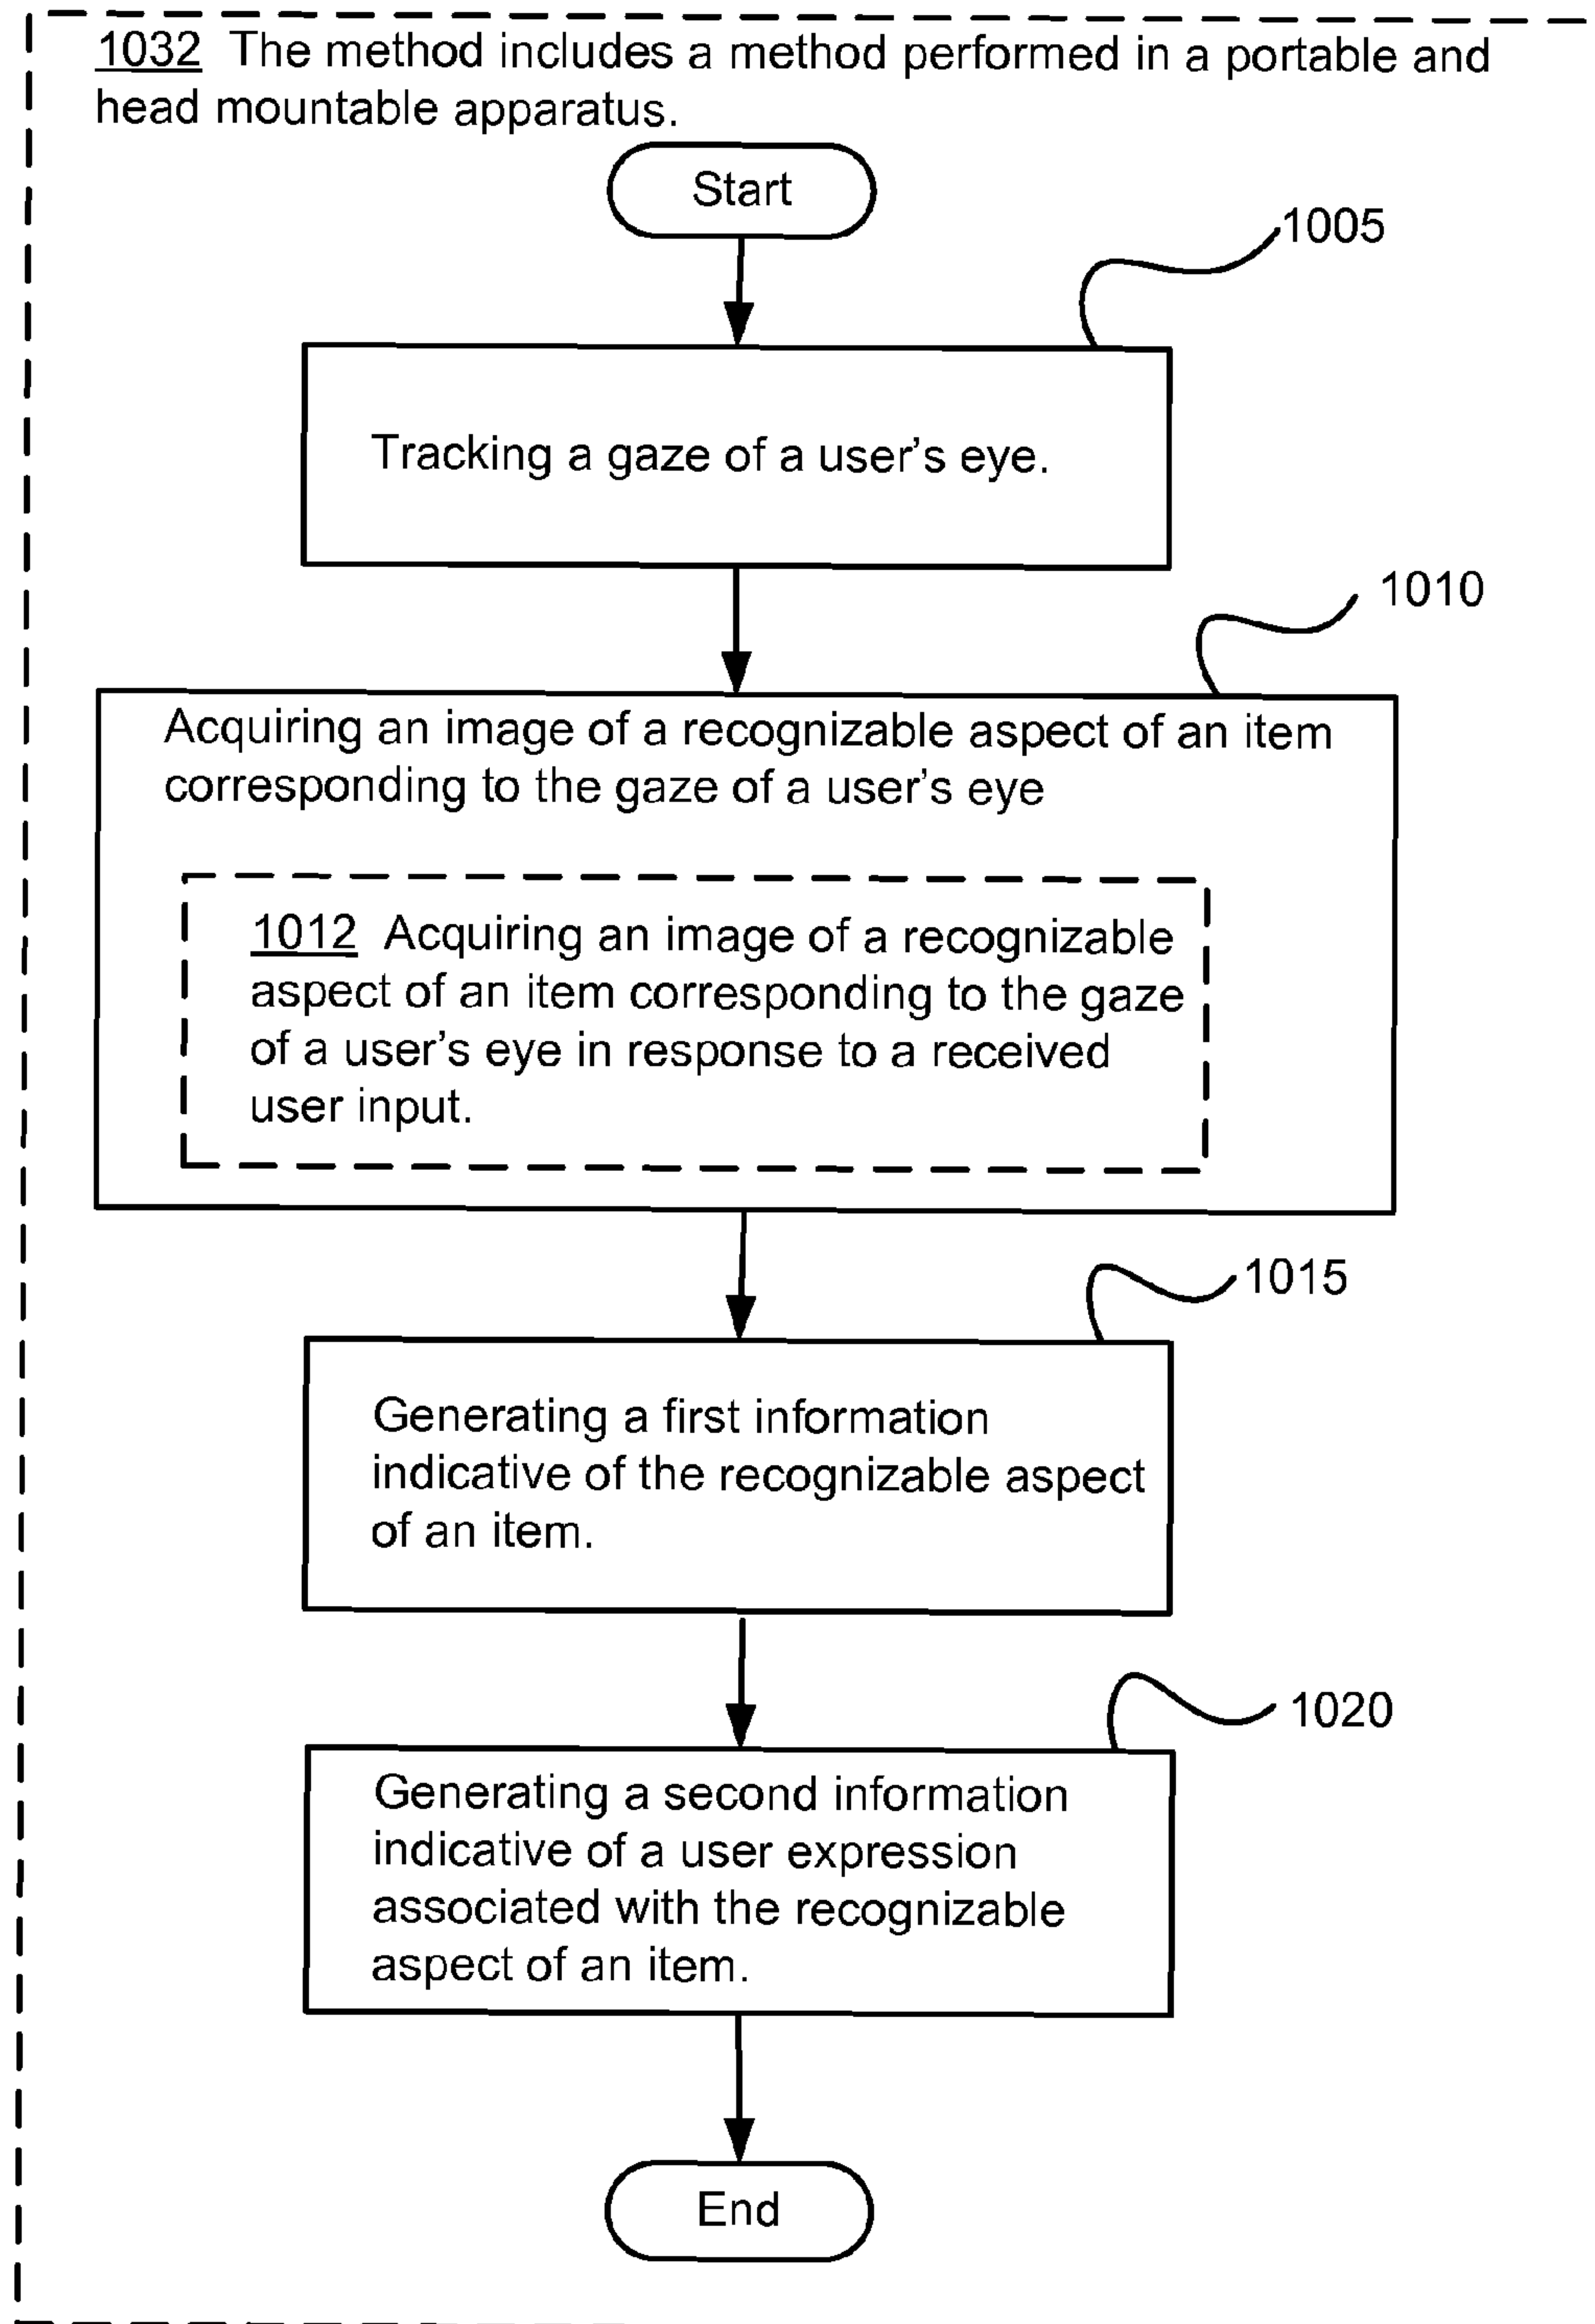 1032 The method includes a method performed in a portable and
head mountable apparatus.
Start
1005
Tracking a gaze of a user's eye.
1010
Acquiring an image of a recognizable aspect of an item
corresponding to the gaze of a user's eye
1012 Acquiring an image of a recognizable
aspect of an item corresponding to the gaze
of a user's eye in response to a received
user input.
1015
Generating a first information
indicative of the recognizable aspect
of an item.
1020
Generating a second information
indicative of a user expression
associated with the recognizable
aspect of an item.
End